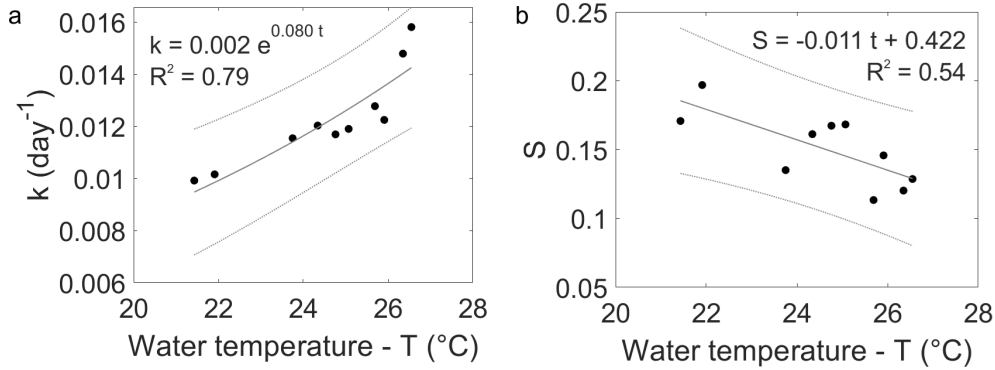 a
k = 0.002 e^0.080 t
R² = 0.79
0.016
0.014
0.012
0.01
0.008
0.006
k (day⁻¹)
20
22
24
26
28
Water temperature - T (°C)
b
S = -0.011 t + 0.422
R² = 0.54
0.25
0.2
0.15
0.1
0.05
S
20
22
24
26
28
Water temperature - T (°C)